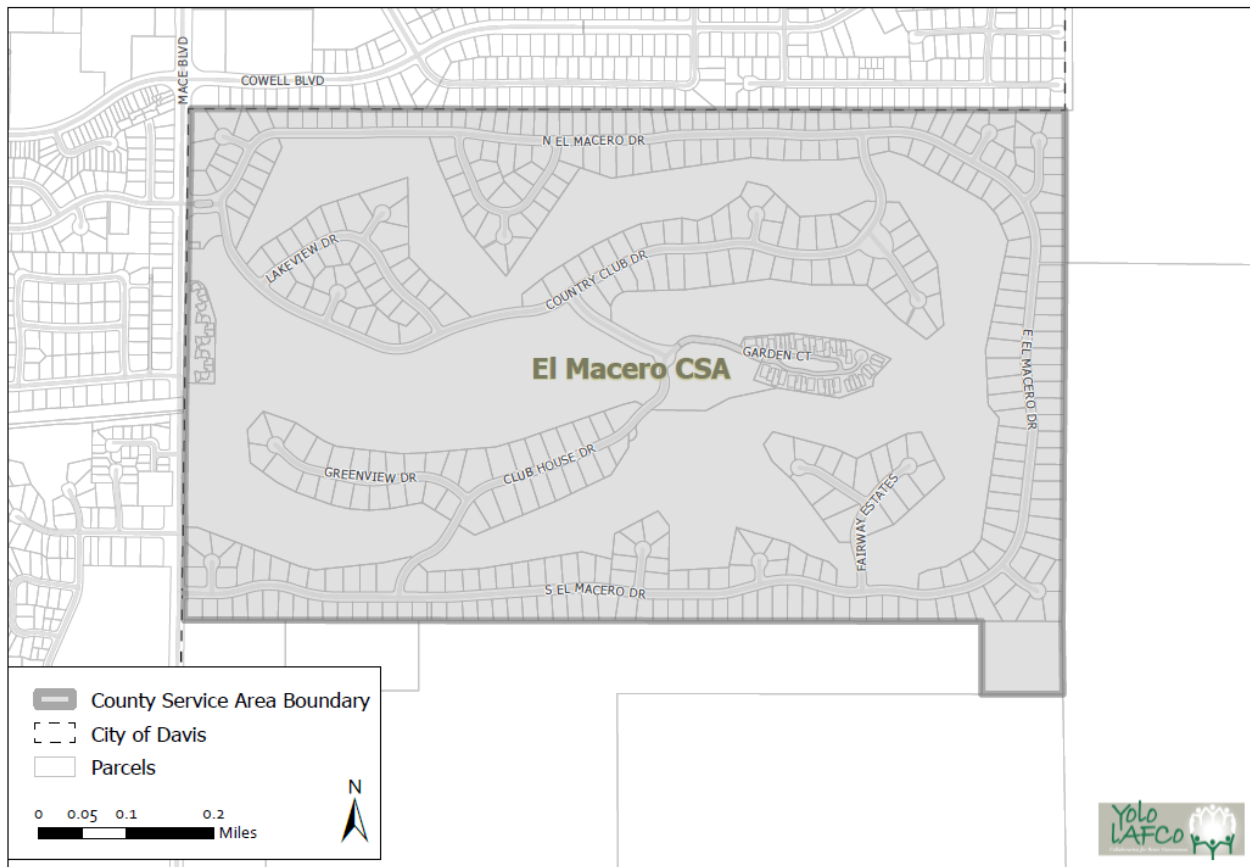 MACE BLVD
COWELL BLVD
N EL MACERO DR
LAKEVIEW DR
COUNTRY CLUB DR
GARDEN CT
El Macero CSA
E EL MACERO DR
GREENVIEW DR
CLUB HOUSE DR
FAIRWAY ESTATES
S EL MACERO DR
County Service Area Boundary
City of Davis
Parcels
N
0 0.05 0.1 0.2
Miles
YOLO
LAFCO